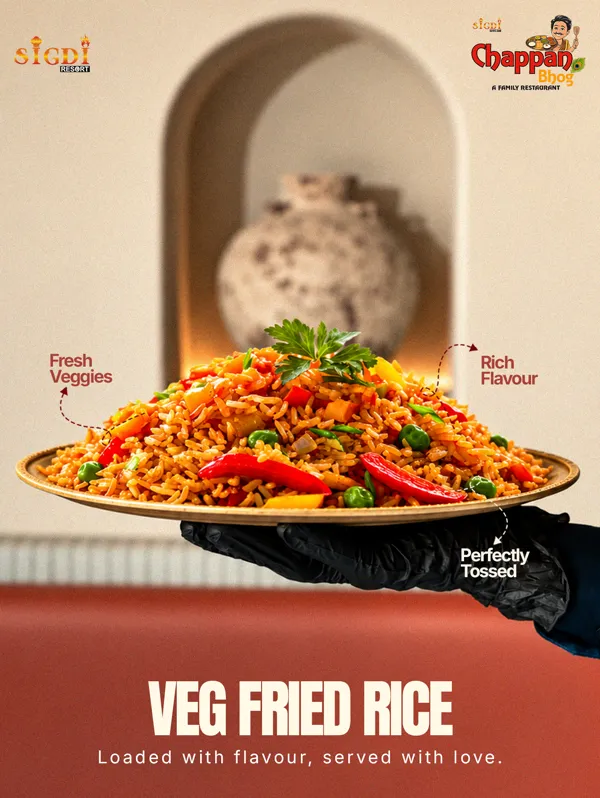 SIGDI
RESORT
SIGDI
Chappan
Bhog
A FAMILY RESTAURANT
Fresh
Veggies
Rich
Flavour
Perfectly
Tossed
VEG FRIED RICE
Loaded with flavour, served with love.